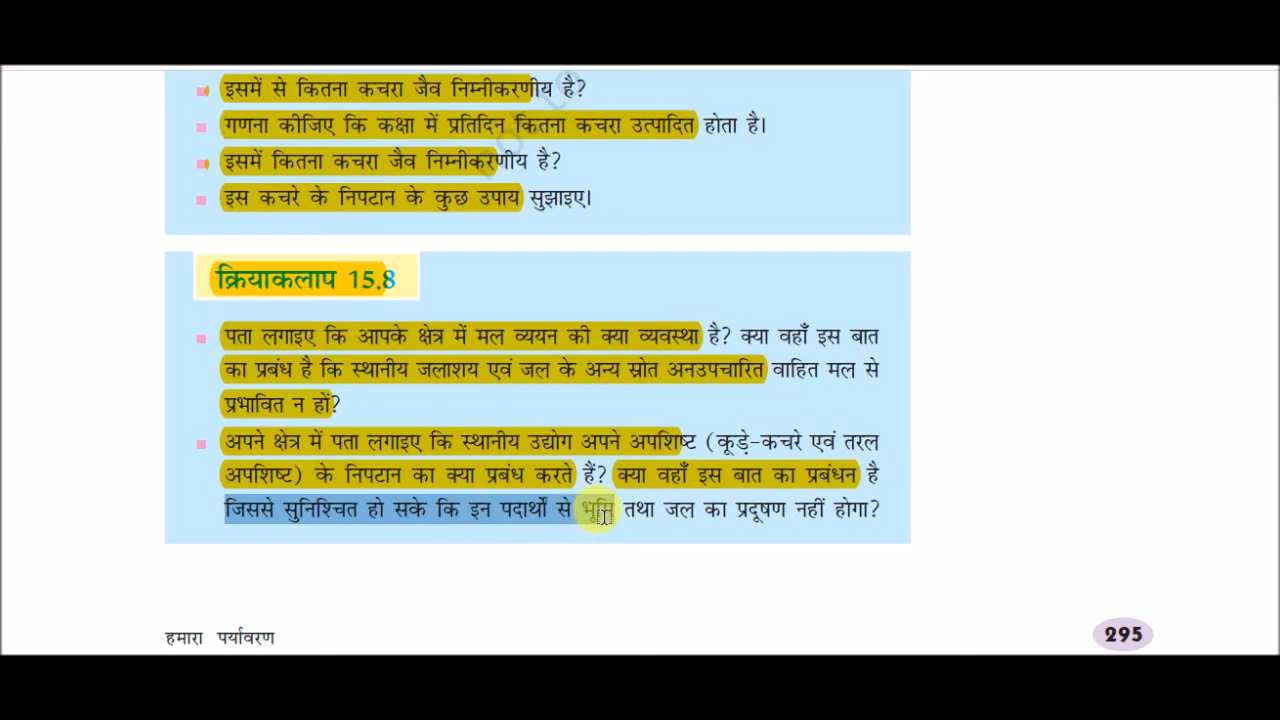 इसमें से कितना कचरा जैव निम्नीकरणीय है?
गणना कीजिए कि कक्षा में प्रतिदिन कितना कचरा उत्पादित होता है।
इसमें कितना कचरा जैव निम्नीकरणीय है?
इस कचरे के निपटान के कुछ उपाय सुझाइए।
क्रियाकलाप 15.8
पता लगाइए कि आपके क्षेत्र में मल व्ययन की क्या व्यवस्था है? क्या वहाँ इस बात
का प्रबंध है कि स्थानीय जलाशय एवं जल के अन्य स्रोत अनउपचारित वाहित मल से
प्रभावित न हों?
अपने क्षेत्र में पता लगाइए कि स्थानीय उद्योग अपने अपशिष्ट (कूड़े-कचरे एवं तरल
अपशिष्ट) के निपटान का क्या प्रबंध करते हैं? क्या वहाँ इस बात का प्रबंधन है
जिससे सुनिश्चित हो सके कि इन पदार्थों से भूमि तथा जल का प्रदूषण नहीं होगा?
हमारा पर्यावरण
295